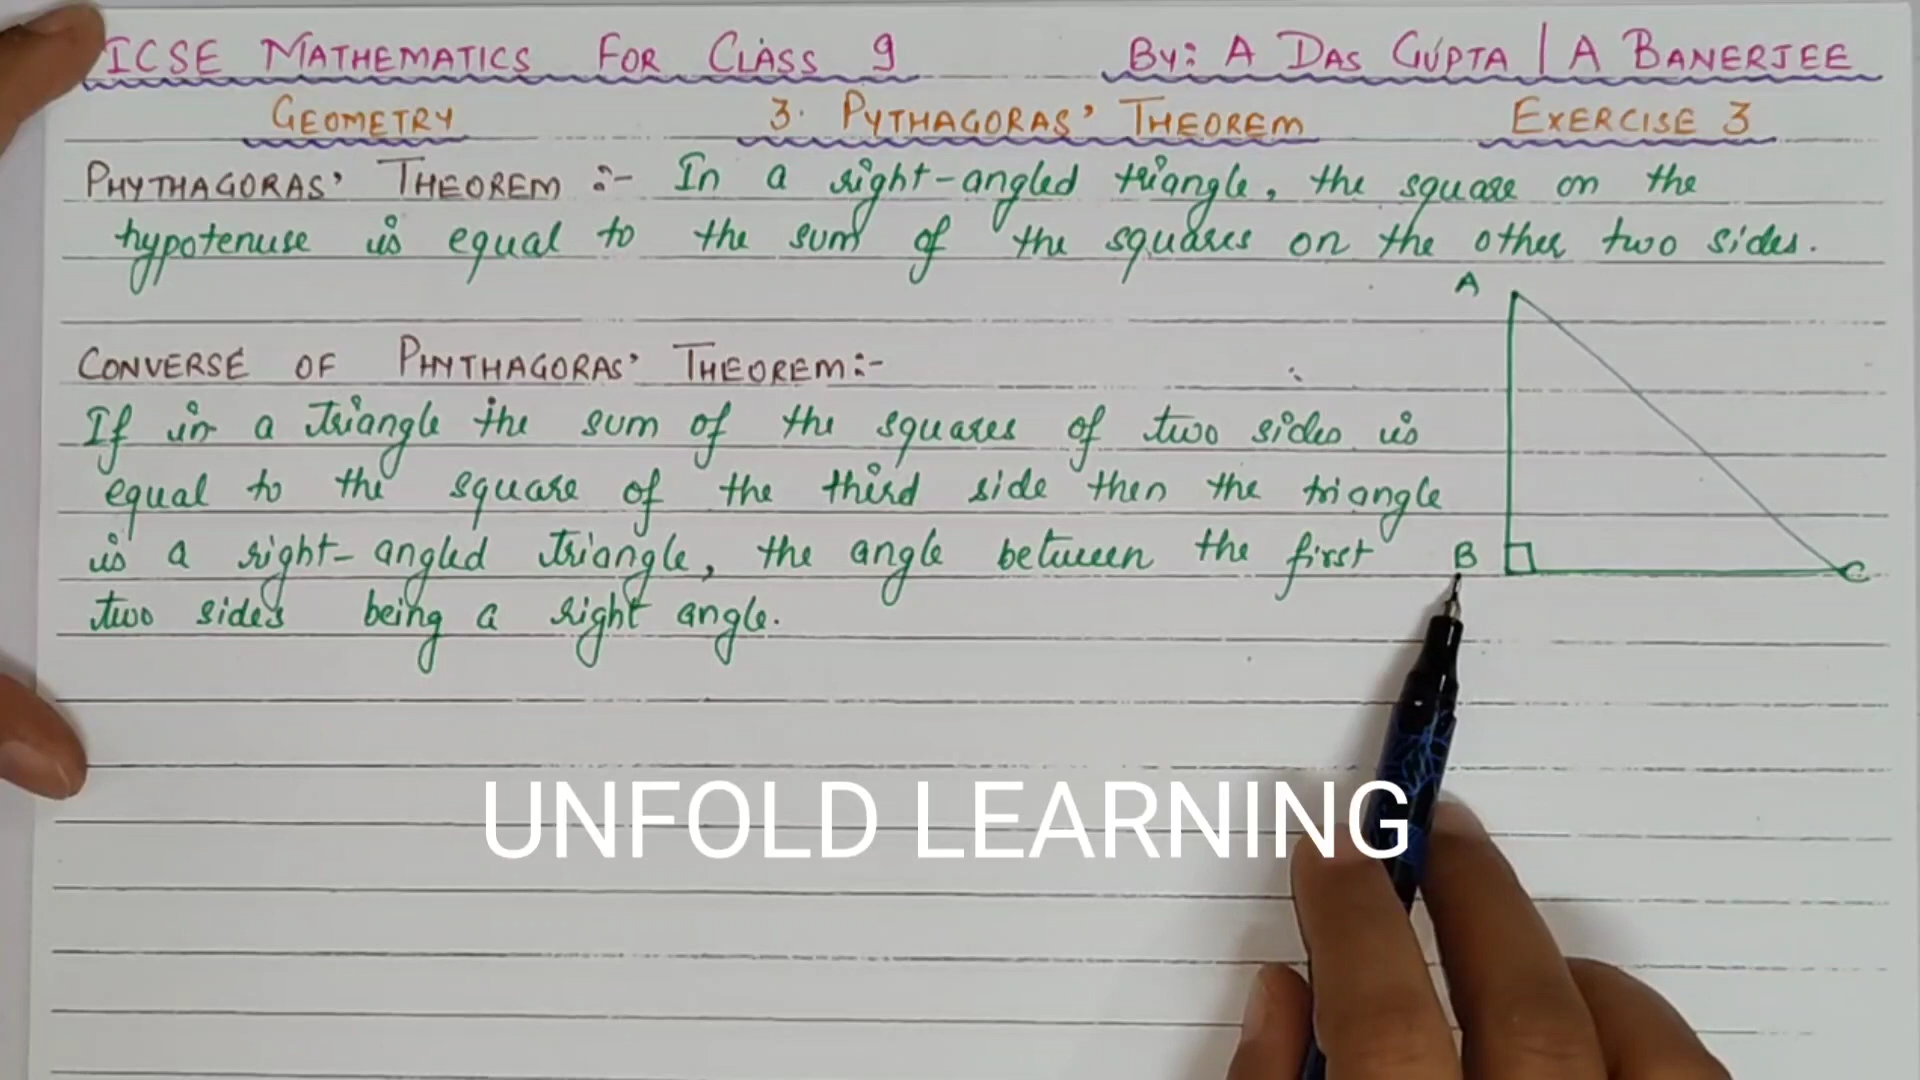 ICSE MATHEMATICS FOR CLASS 9 BY: A DAS GUPTA | A BANERJEE
GEOMETRY 3. PYTHAGORAS' THEOREM EXERCISE 3
PHYTHAGORAS' THEOREM :- In a right-angled triangle, the square on the
hypotenuse is equal to the sum of the squares on the other two sides.
A
CONVERSE OF PHYTHAGORAS' THEOREM:-
If in a triangle the sum of the squares of two sides is
equal to the square of the third side then the triangle
is a right-angled triangle, the angle between the first
B C
two sides being a right angle.
UNFOLD LEARNING